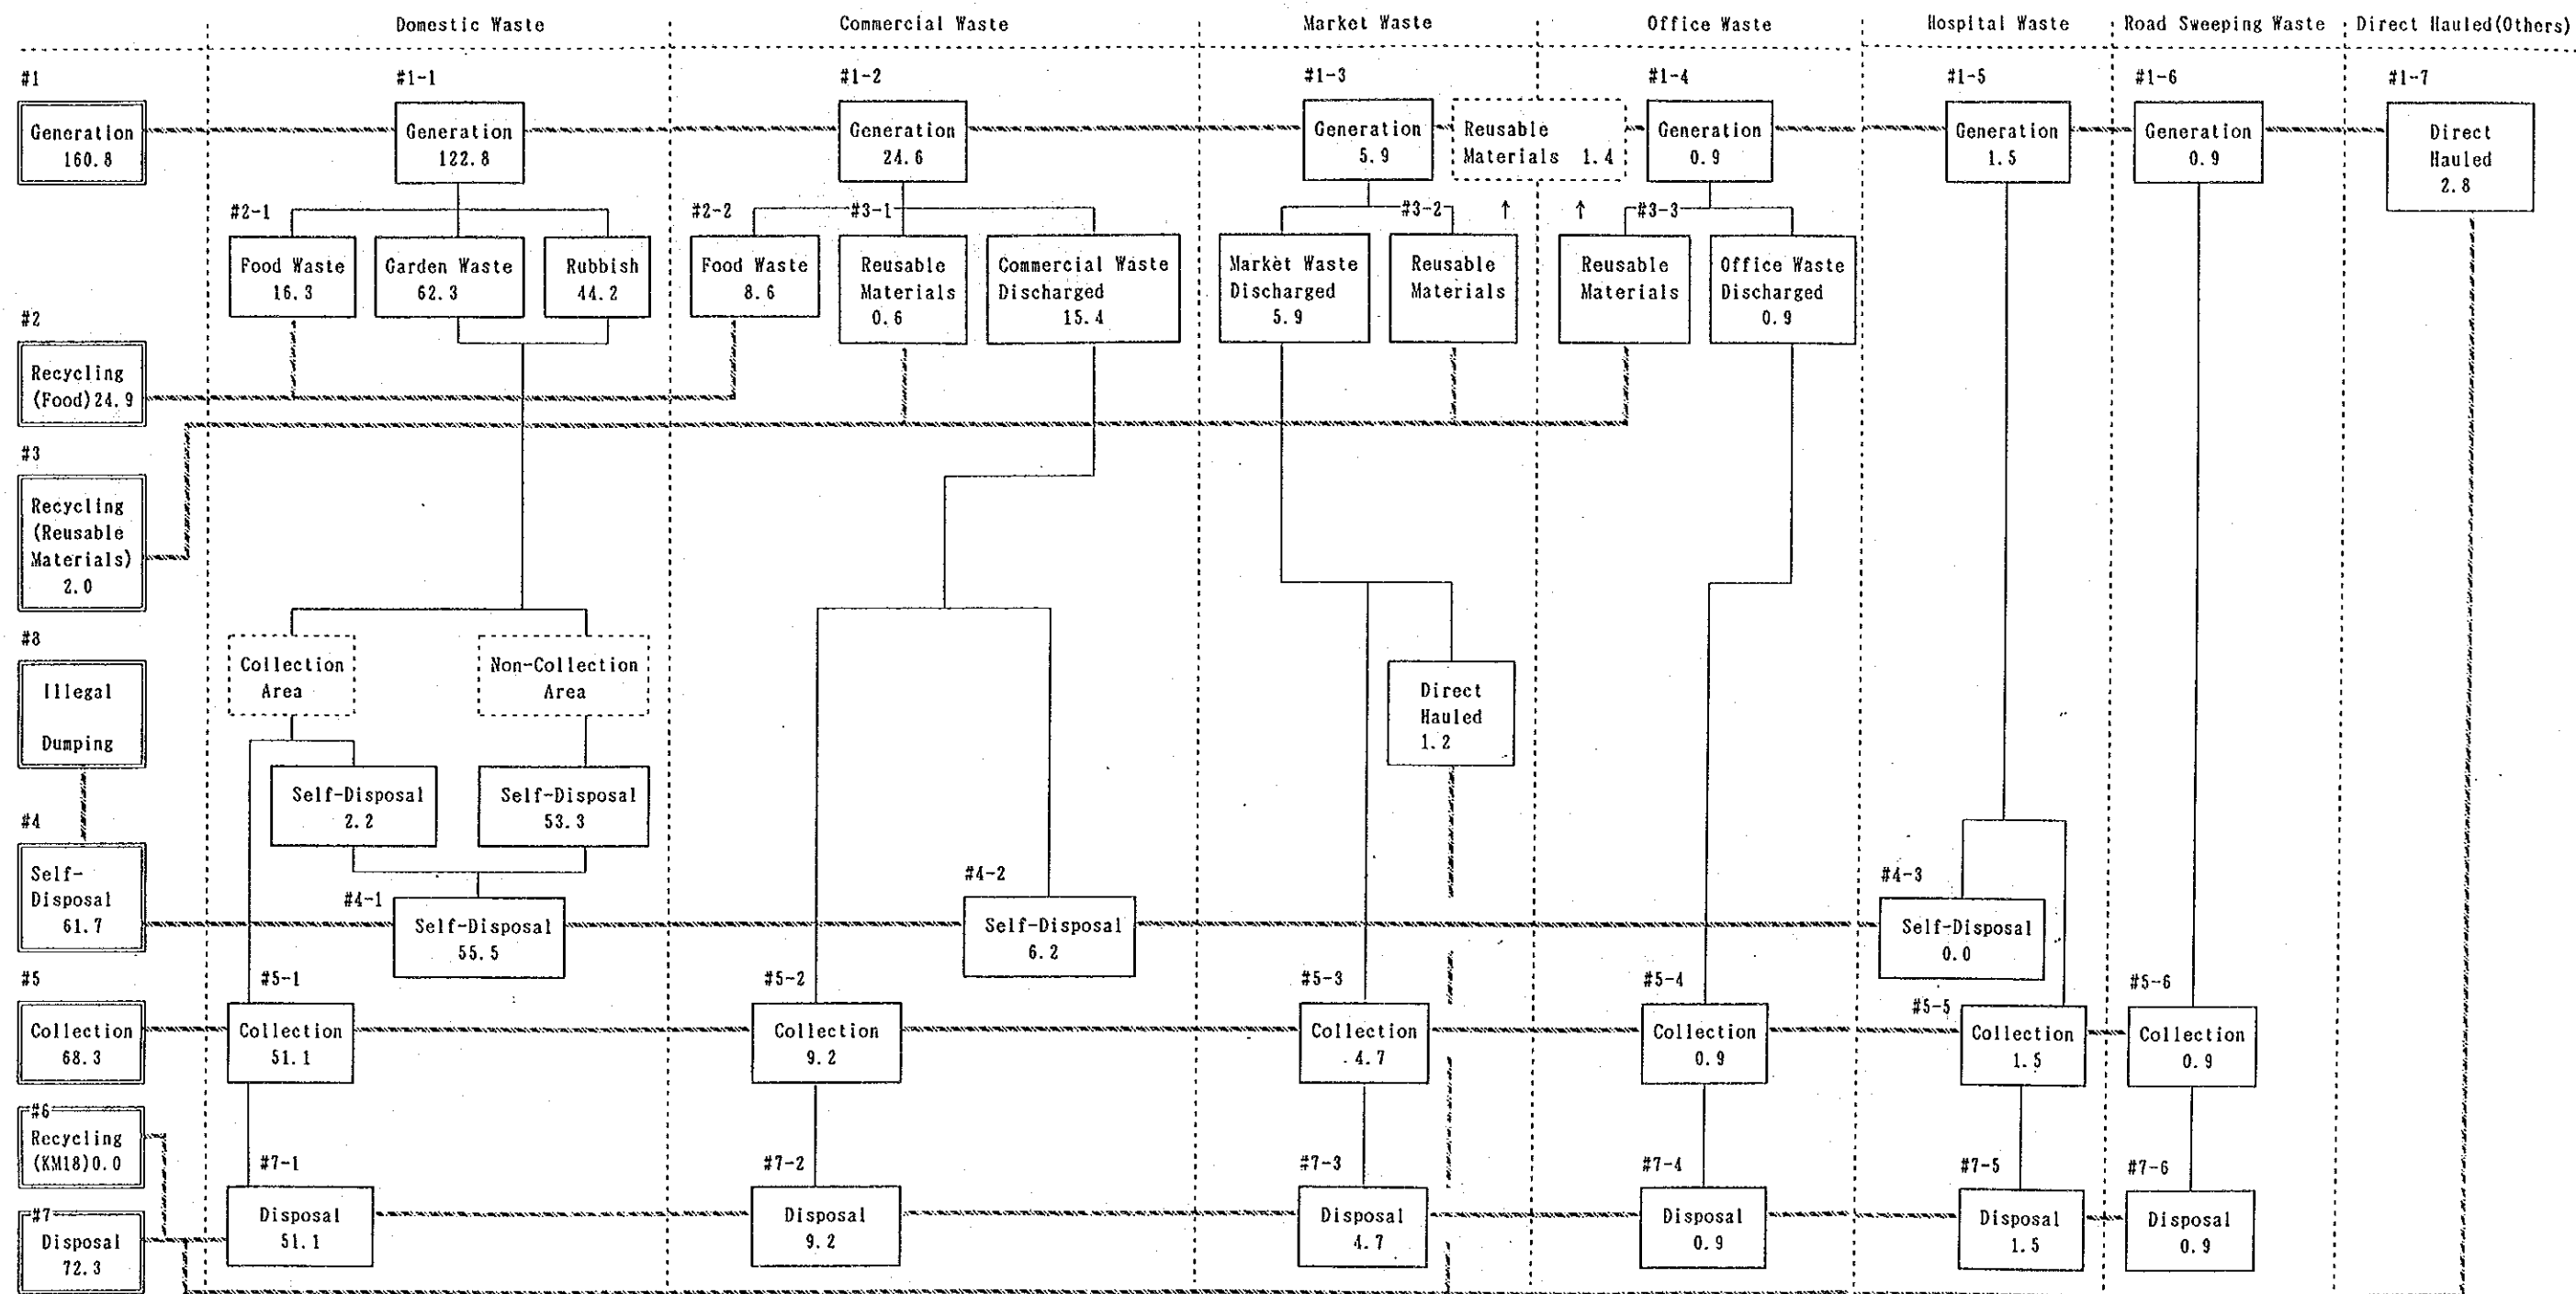 Domestic Waste
Commercial Waste
Market Waste
Office Waste
Hospital Waste
Road Sweeping Waste
Direct Hauled(Others)
#1
#1-1
#1-2
#1-3
#1-4
#1-5
#1-6
#1-7
Generation
160.8
Generation
122.8
Generation
24.6
Generation
5.9
Reusable
Materials 1.4
Generation
0.9
Generation
1.5
Generation
0.9
Direct
Hauled
2.8
#2-1
#2-2
#3-1
#3-2
↑
↑
#3-3
Food Waste
16.3
Garden Waste
62.3
Rubbish
44.2
Food Waste
8.6
Reusable
Materials
0.6
Commercial Waste
Discharged
15.4
Market Waste
Discharged
5.9
Reusable
Materials
Reusable
Materials
Office Waste
Discharged
0.9
#2
Recycling
(Food)24.9
#3
Recycling
(Reusable
Materials)
2.0
#8
Illegal
Dumping
Collection
Area
Non-Collection
Area
Direct
Hauled
1.2
Self-Disposal
2.2
Self-Disposal
53.3
#4
Self-
Disposal
61.7
#4-1
Self-Disposal
55.5
#4-2
Self-Disposal
6.2
#4-3
Self-Disposal
0.0
#5
#5-1
#5-2
#5-3
#5-4
#5-5
#5-6
Collection
68.3
Collection
51.1
Collection
9.2
Collection
4.7
Collection
0.9
Collection
1.5
Collection
0.9
#6
Recycling
(KM18)0.0
#7-1
#7-2
#7-3
#7-4
#7-5
#7-6
#7
Disposal
72.3
Disposal
51.1
Disposal
9.2
Disposal
4.7
Disposal
0.9
Disposal
1.5
Disposal
0.9